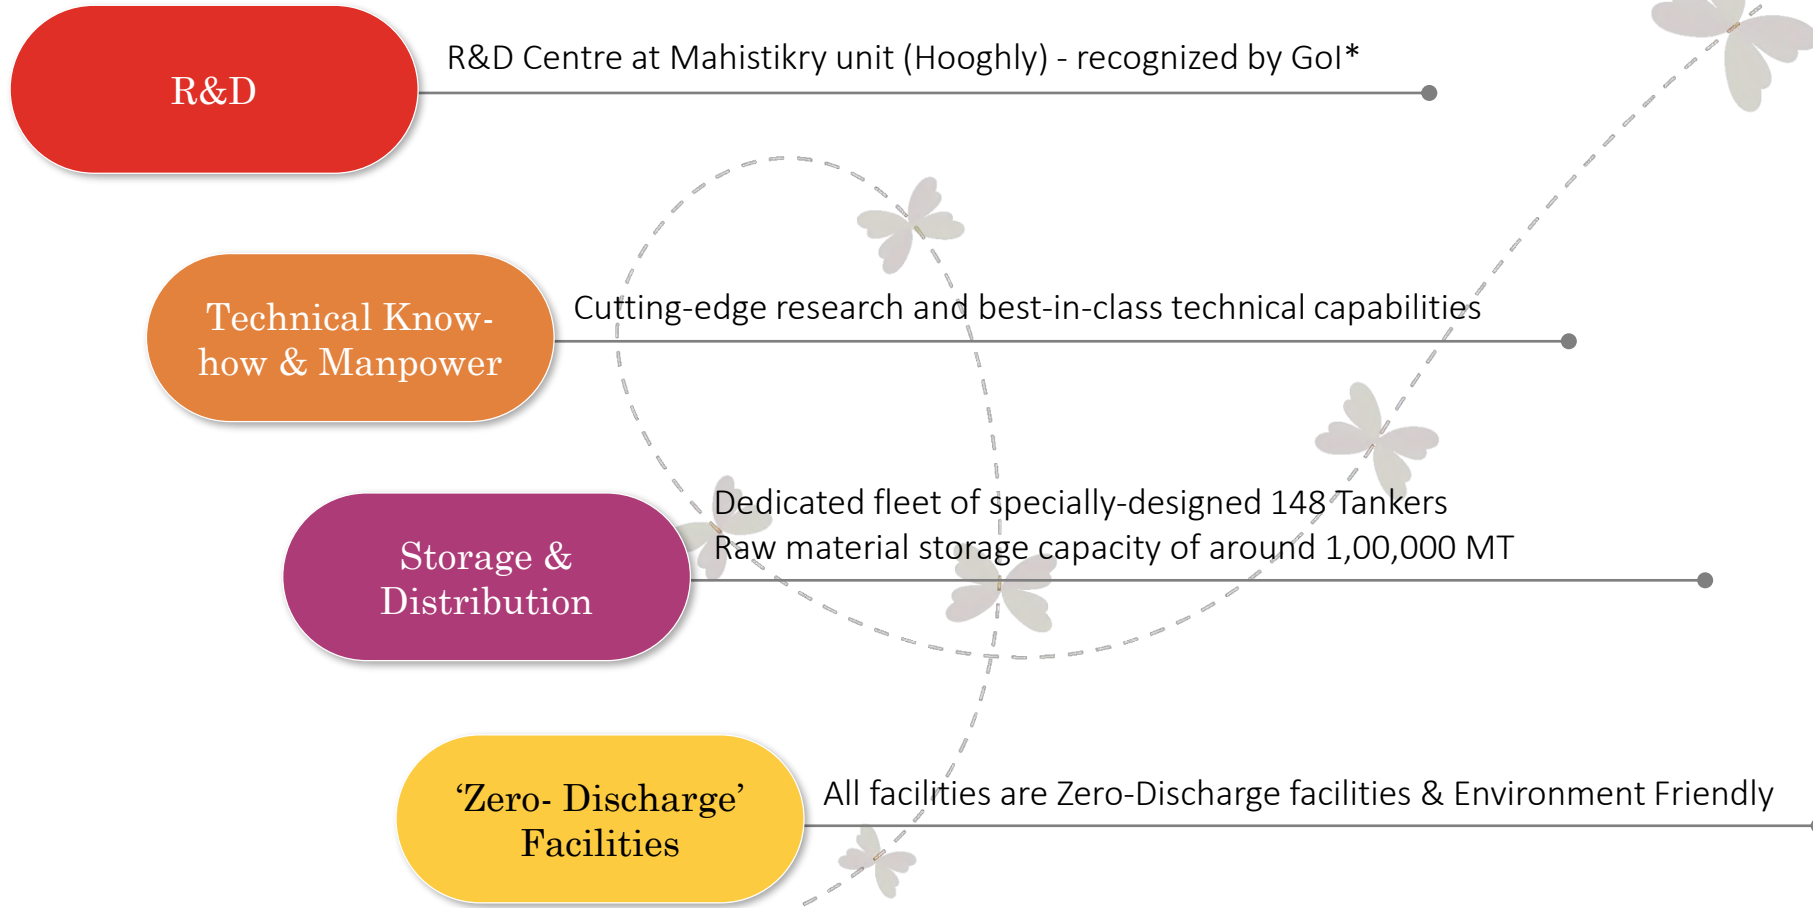 R&D
R&D Centre at Mahistikry unit (Hooghly) - recognized by GoI*
Technical Know-
how & Manpower
Cutting-edge research and best-in-class technical capabilities
Storage &
Distribution
Dedicated fleet of specially-designed 148 Tankers
Raw material storage capacity of around 1,00,000 MT
‘Zero- Discharge’
Facilities
All facilities are Zero-Discharge facilities & Environment Friendly